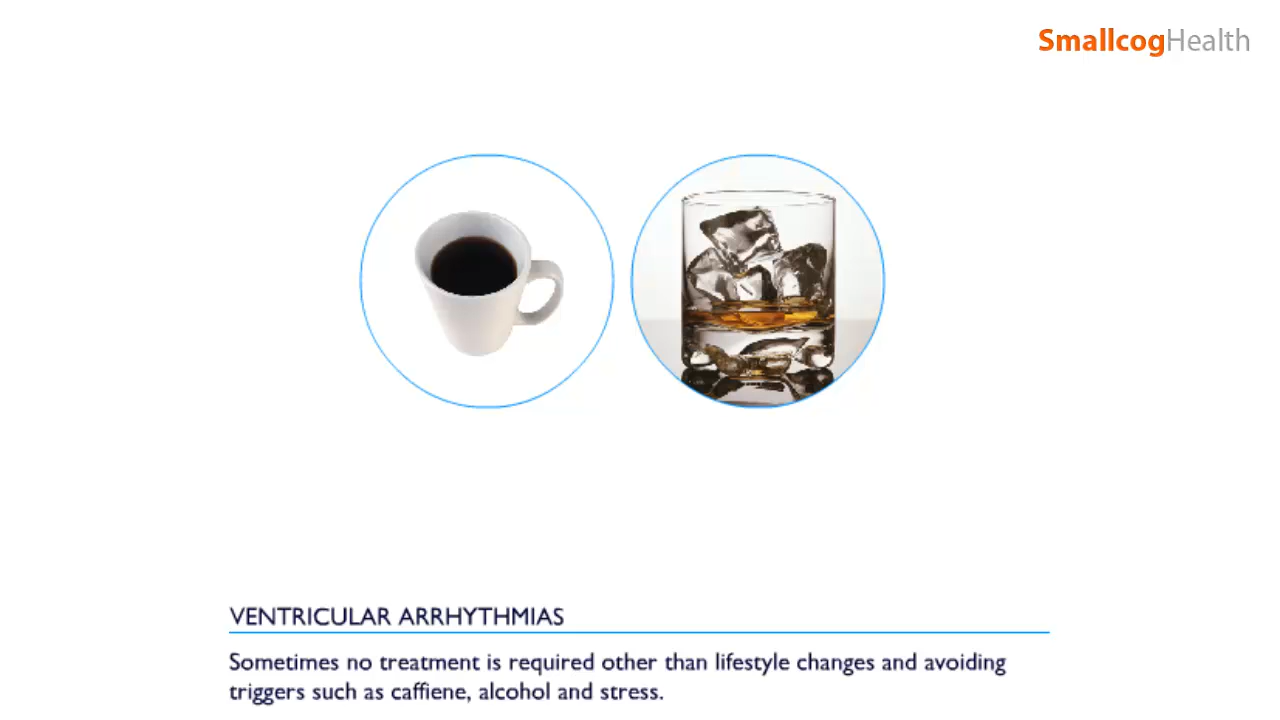 SmallcogHealth
VENTRICULAR ARRHYTHMIAS
Sometimes no treatment is required other than lifestyle changes and avoiding
triggers such as caffiene, alcohol and stress.